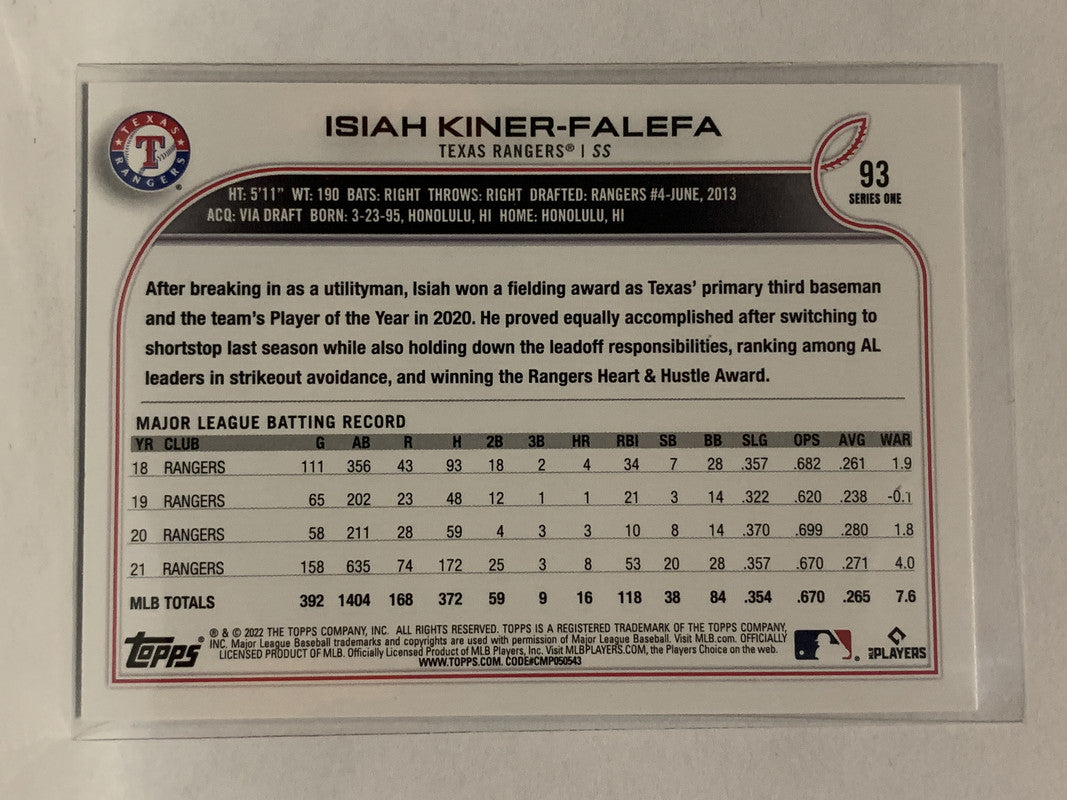 TEXAS RANGERS T ®
ISIAH KINER-FALEFA
TEXAS RANGERS® | SS
93
SERIES ONE
HT: 5'11" WT: 190 BATS: RIGHT THROWS: RIGHT DRAFTED: RANGERS #4-JUNE, 2013
ACQ: VIA DRAFT BORN: 3-23-95, HONOLULU, HI HOME: HONOLULU, HI
After breaking in as a utilityman, Isiah won a fielding award as Texas' primary third baseman
and the team's Player of the Year in 2020. He proved equally accomplished after switching to
shortstop last season while also holding down the leadoff responsibilities, ranking among AL
leaders in strikeout avoidance, and winning the Rangers Heart & Hustle Award.
MAJOR LEAGUE BATTING RECORD
YR CLUB G AB R H 2B 3B HR RBI SB BB SLG OPS AVG WAR
18 RANGERS 111 356 43 93 18 2 4 34 7 28 .357 .682 .261 1.9
19 RANGERS 65 202 23 48 12 1 1 21 3 14 .322 .620 .238 -0.1
20 RANGERS 58 211 28 59 4 3 3 10 8 14 .370 .699 .280 1.8
21 RANGERS 158 635 74 172 25 3 8 53 20 28 .357 .670 .271 4.0
MLB TOTALS 392 1404 168 372 59 9 16 118 38 84 .354 .670 .265 7.6
Topps®
® & © 2022 THE TOPPS COMPANY, INC. ALL RIGHTS RESERVED. TOPPS IS A REGISTERED TRADEMARK OF THE TOPPS COMPANY,
INC. Major League Baseball trademarks and copyrights are used with permission of Major League Baseball. Visit MLB.com. OFFICIALLY
LICENSED PRODUCT OF MLB. Officially Licensed Product of MLB Players, Inc. Visit MLBPLAYERS.COM, the Players Choice on the web.
WWW.TOPPS.COM. CODE#CMP050543
MLB PLAYERS